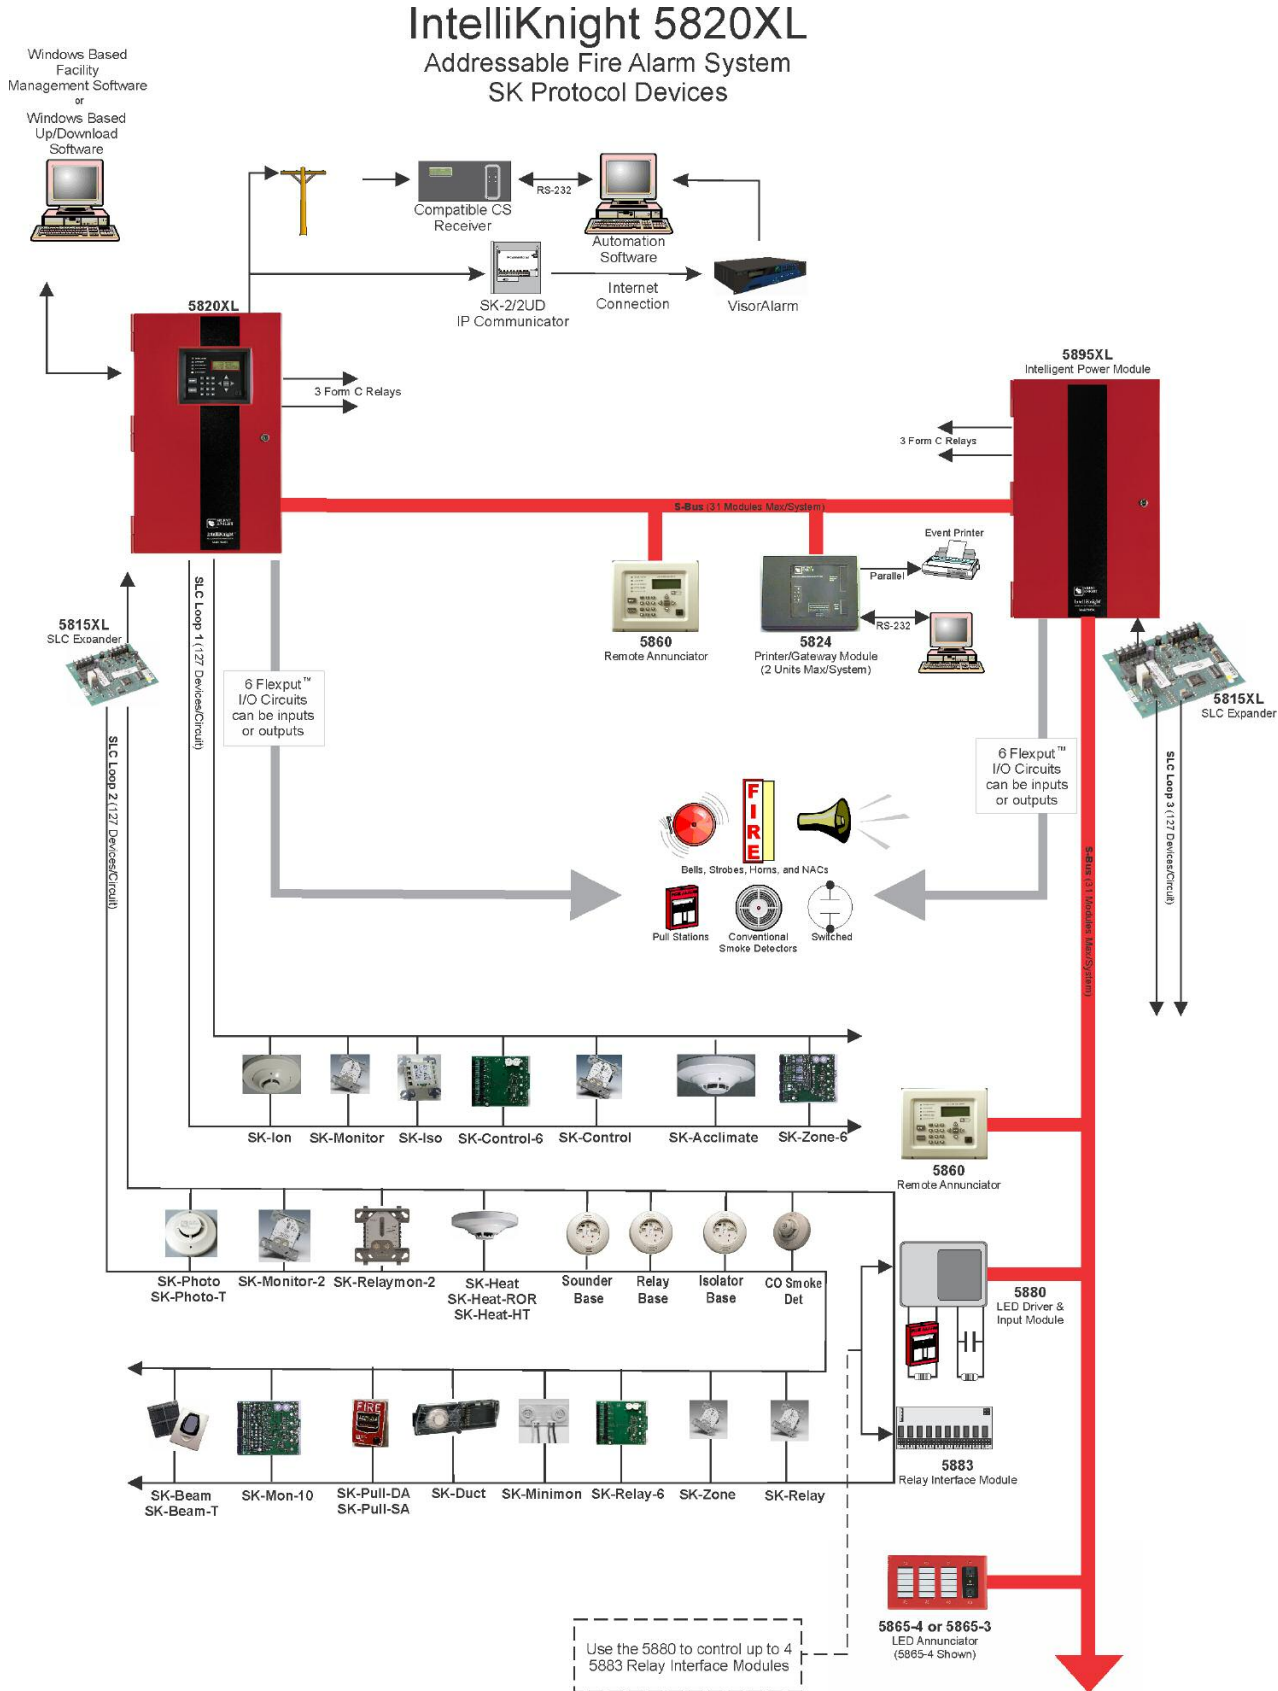 IntelliKnight 5820XL
Addressable Fire Alarm System
SK Protocol Devices
Windows Based
Facility
Management Software
or
Windows Based
Up/Download
Software
RS-232
Compatible CS
Receiver
Automation
Software
SK-2/2UD
IP Communicator
Internet
Connection
VisorAlarm
5820XL
3 Form C Relays
5895XL
Intelligent Power Module
3 Form C Relays
S-Bus (31 Modules Max/System)
IntelliKnight
IntelliKnight
5860
Remote Annunciator
5824
Printer/Gateway Module
(2 Units Max/System)
Event Printer
Parallel
RS-232
5815XL
SLC Expander
5815XL
SLC Expander
SLC Loop 1 (127 Devices/Circuit)
SLC Loop 2 (127 Devices/Circuit)
SLC Loop 3 (127 Devices/Circuit)
6 Flexput™
I/O Circuits
can be inputs
or outputs
6 Flexput™
I/O Circuits
can be inputs
or outputs
FIRE
Bells, Strobes, Horns, and NACs
Pull Stations
Conventional
Smoke Detectors
Switched
S-Bus (31 Modules Max/System)
SK-Ion
SK-Monitor
SK-Iso
SK-Control-6
SK-Control
SK-Acclimate
SK-Zone-6
5860
Remote Annunciator
SK-Photo
SK-Photo-T
SK-Monitor-2
SK-Relaymon-2
SK-Heat
SK-Heat-ROR
SK-Heat-HT
Sounder
Base
Relay
Base
Isolator
Base
CO Smoke
Det
5880
LED Driver &
Input Module
FIRE
SK-Beam
SK-Beam-T
SK-Mon-10
SK-Pull-DA
SK-Pull-SA
SK-Duct
SK-Minimon
SK-Relay-6
SK-Zone
SK-Relay
5883
Relay Interface Module
5865-4 or 5865-3
LED Annunciator
(5865-4 Shown)
Use the 5880 to control up to 4
5883 Relay Interface Modules